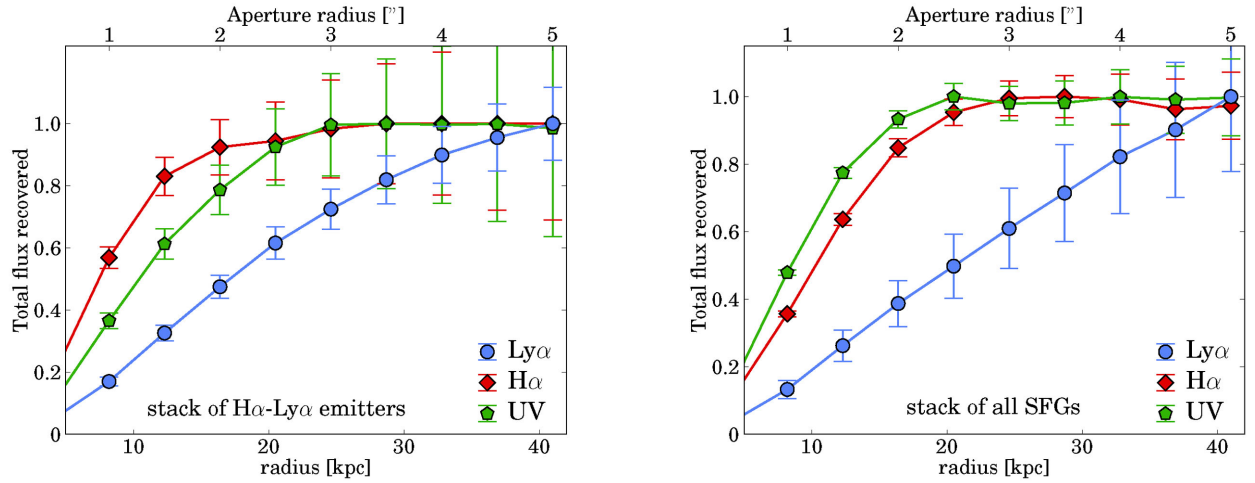 Aperture radius ["]
1 2 3 4 5
Total flux recovered
1.0
0.8
0.6
0.4
0.2
0
Lyα
Hα
UV
stack of Hα-Lyα emitters
10 20 30 40
radius [kpc]
Aperture radius ["]
1 2 3 4 5
Total flux recovered
1.0
0.8
0.6
0.4
0.2
0
Lyα
Hα
UV
stack of all SFGs
10 20 30 40
radius [kpc]